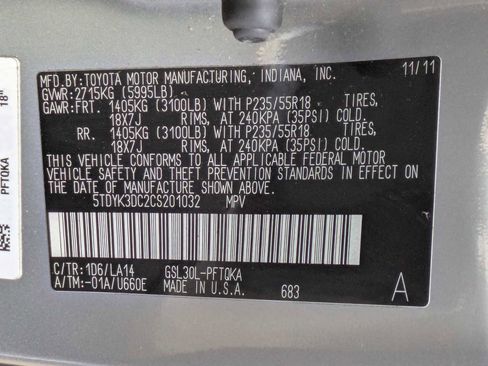 MFD.BY:TOYOTA MOTOR MANUFACTURING, INDIANA, INC. 11/11
GVWR:2715KG (5995LB)
GAWR:FRT. 1405KG (3100LB) WITH P235/55R18 TIRES,
18X7J RIMS, AT 240KPA (35PSI) COLD.
RR. 1405KG (3100LB) WITH P235/55R18 TIRES,
18X7J RIMS, AT 240KPA (35PSI) COLD.
THIS VEHICLE CONFORMS TO ALL APPLICABLE FEDERAL MOTOR
VEHICLE SAFETY AND THEFT PREVENTION STANDARDS IN EFFECT ON
THE DATE OF MANUFACTURE SHOWN ABOVE.
5TDYK3DC2CS201032 MPV
C/TR:1D6/LA14 GSL30L-PFTQKA
A/TM:-01A/U660E MADE IN U.S.A. 683 A
PFTQKA 18"